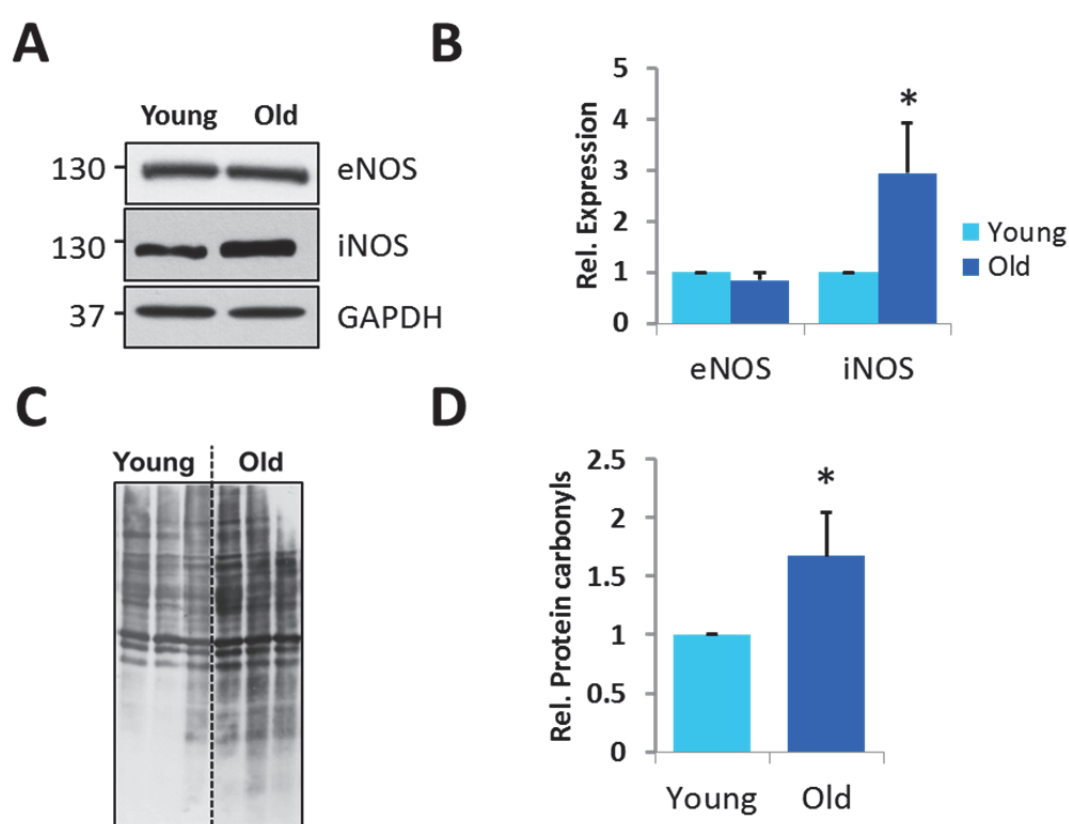 A
Young Old
130
eNOS
130
iNOS
37
GAPDH
B
5
4
3
2
1
0
Rel. Expression
*
eNOS iNOS
Young
Old
C
Young Old
D
2.5
2
1.5
1
0.5
0
Rel. Protein carbonyls
*
Young Old